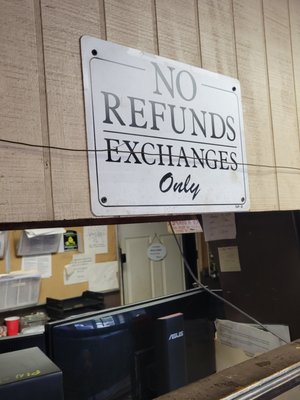 NO
REFUNDS
EXCHANGES
Only
ASUS